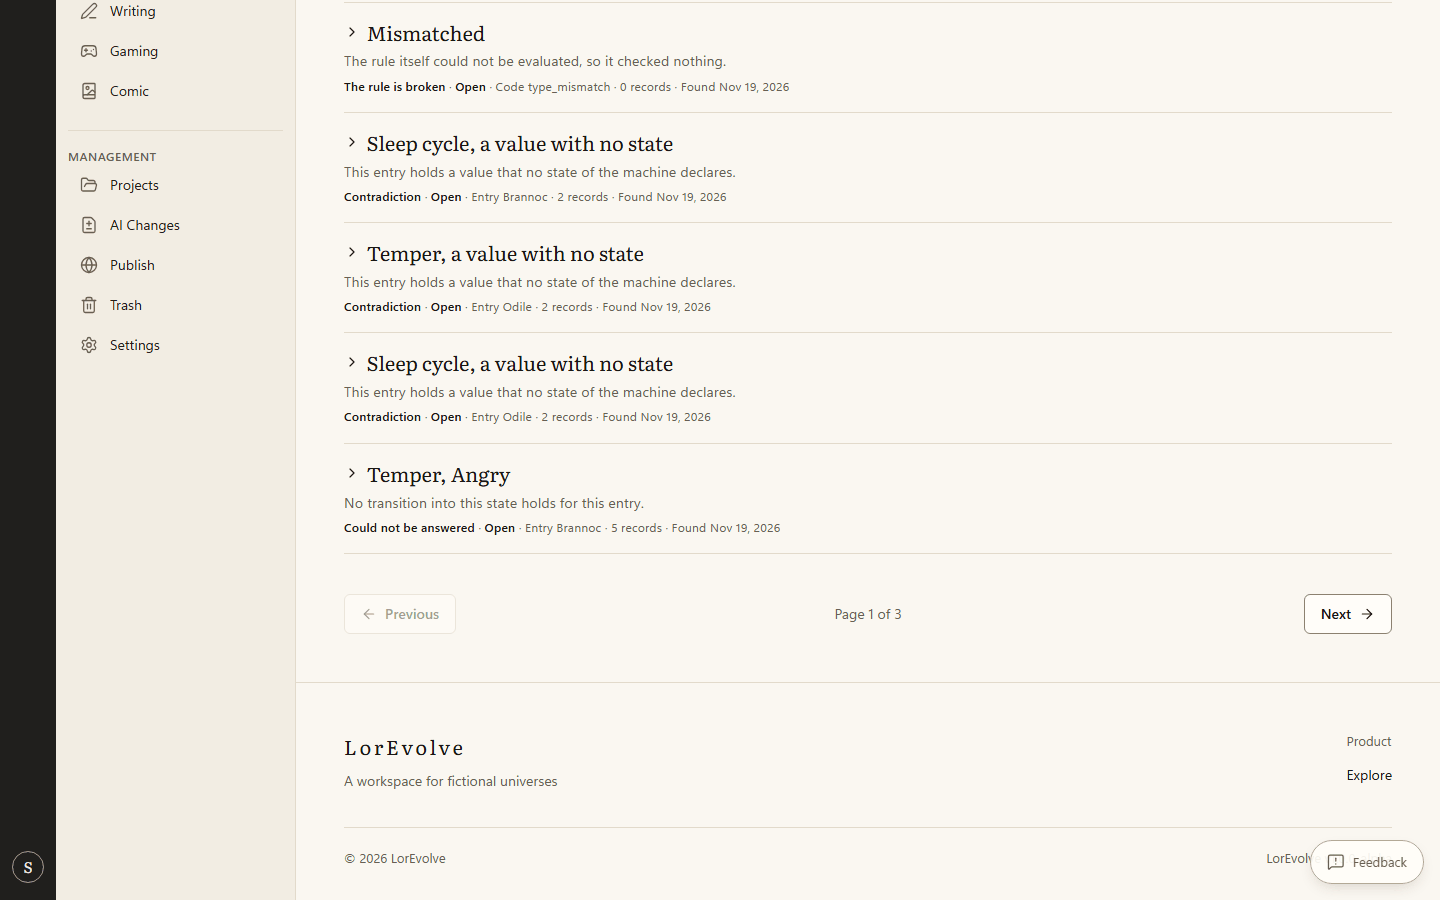 Writing
Gaming
Comic
MANAGEMENT
Projects
AI Changes
Publish
Trash
Settings
S
Mismatched
The rule itself could not be evaluated, so it checked nothing.
The rule is broken · Open · Code type_mismatch · 0 records · Found Nov 19, 2026
Sleep cycle, a value with no state
This entry holds a value that no state of the machine declares.
Contradiction · Open · Entry Brannoc · 2 records · Found Nov 19, 2026
Temper, a value with no state
This entry holds a value that no state of the machine declares.
Contradiction · Open · Entry Odile · 2 records · Found Nov 19, 2026
Sleep cycle, a value with no state
This entry holds a value that no state of the machine declares.
Contradiction · Open · Entry Odile · 2 records · Found Nov 19, 2026
Temper, Angry
No transition into this state holds for this entry.
Could not be answered · Open · Entry Brannoc · 5 records · Found Nov 19, 2026
Previous
Page 1 of 3
Next
LorEvolve
A workspace for fictional universes
Product
Explore
© 2026 LorEvolve
Feedback